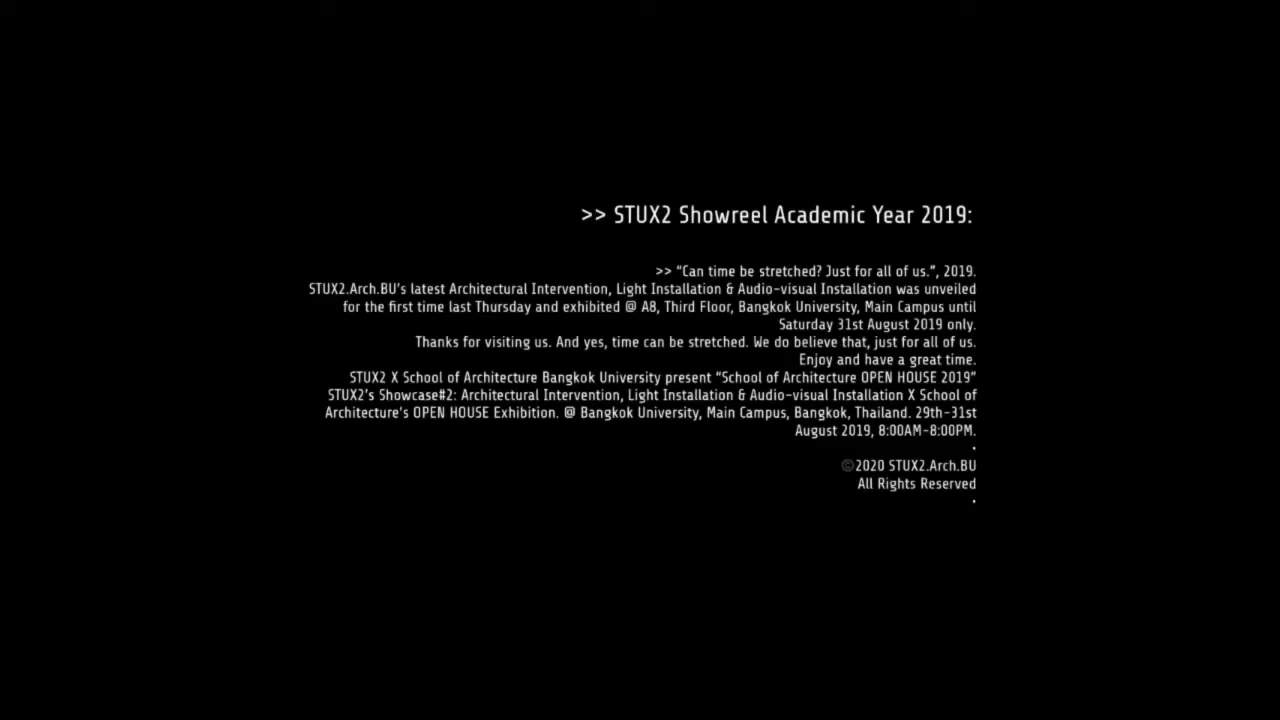 >> STUX2 Showreel Academic Year 2019:
>> “Can time be stretched? Just for all of us.”, 2019.
STUX2.Arch.BU’s latest Architectural Intervention, Light Installation & Audio-visual Installation was unveiled
for the first time last Thursday and exhibited @ A8, Third Floor, Bangkok University, Main Campus until
Saturday 31st August 2019 only.
Thanks for visiting us. And yes, time can be stretched. We do believe that, just for all of us.
Enjoy and have a great time.
STUX2 X School of Architecture Bangkok University present “School of Architecture OPEN HOUSE 2019”
STUX2’s Showcase#2: Architectural Intervention, Light Installation & Audio-visual Installation X School of
Architecture’s OPEN HOUSE Exhibition. @ Bangkok University, Main Campus, Bangkok, Thailand. 29th-31st
August 2019, 8:00AM-8:00PM.
•
©2020 STUX2.Arch.BU
All Rights Reserved
•